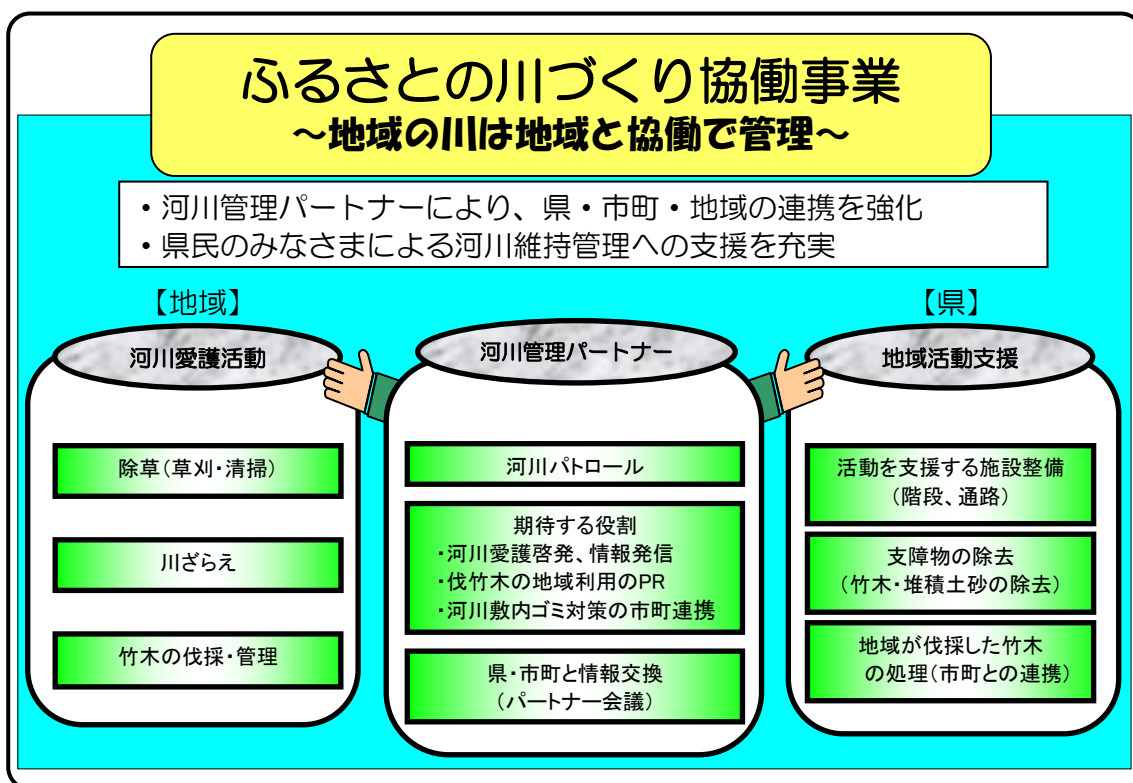 ふるさとの川づくり協働事業
～地域の川は地域と協働で管理～
・河川管理パートナーにより、県・市町・地域の連携を強化
・県民のみなさまによる河川維持管理への支援を充実
【地域】
河川愛護活動
除草（草刈・清掃）
川ざらえ
竹木の伐採・管理
河川管理パートナー
河川パトロール
期待する役割
・河川愛護啓発、情報発信
・伐竹木の地域利用のPR
・河川敷内ゴミ対策の市町連携
県・市町と情報交換
（パートナー会議）
【県】
地域活動支援
活動を支援する施設整備
（階段、通路）
支障物の除去
（竹木・堆積土砂の除去）
地域が伐採した竹木
の処理（市町との連携）